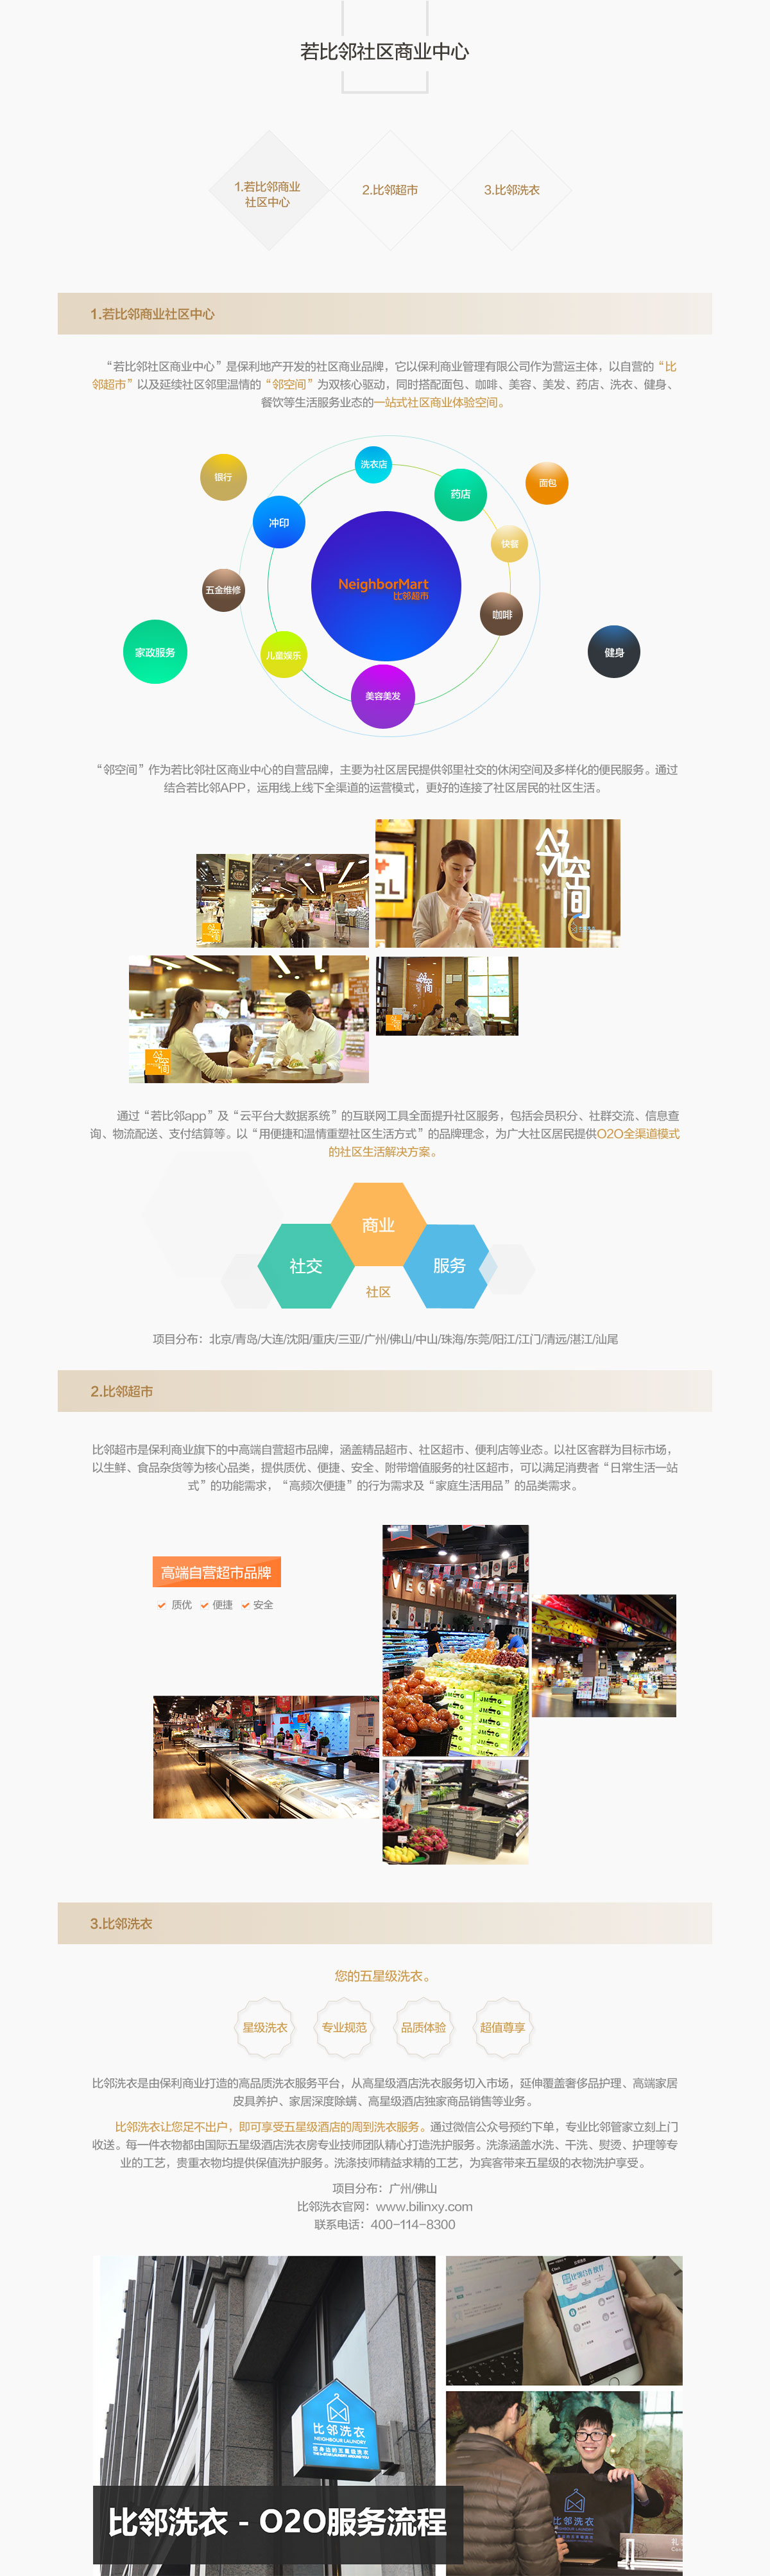 若比邻社区商业中心
1.若比邻商业
社区中心
2.比邻超市
3.比邻洗衣
1.若比邻商业社区中心
“若比邻社区商业中心”是保利地产开发的社区商业品牌，它以保利商业管理有限公司作为营运主体，以自营的“比
邻超市”以及延续社区邻里温情的“邻空间”为双核心驱动，同时搭配面包、咖啡、美容、美发、药店、洗衣、健身、
餐饮等生活服务业态的一站式社区商业体验空间。
洗衣店
银行
面包
药店
冲印
快餐
NeighborMart
比邻超市
五金维修
咖啡
家政服务
儿童娱乐
健身
美容美发
“邻空间”作为若比邻社区商业中心的自营品牌，主要为社区居民提供邻里社交的休闲空间及多样化的便民服务。通过
结合若比邻APP，运用线上线下全渠道的运营模式，更好的连接了社区居民的社区生活。
邻空间
邻空间
邻空间
通过“若比邻app”及“云平台大数据系统”的互联网工具全面提升社区服务，包括会员积分、社群交流、信息查
询、物流配送、支付结算等。以“用便捷和温情重塑社区生活方式”的品牌理念，为广大社区居民提供O2O全渠道模式
的社区生活解决方案。
商业
社交
服务
社区
项目分布：北京/青岛/大连/沈阳/重庆/三亚/广州/佛山/中山/珠海/东莞/阳江/江门/清远/湛江/汕尾
2.比邻超市
比邻超市是保利商业旗下的中高端自营超市品牌，涵盖精品超市、社区超市、便利店等业态。以社区客群为目标市场，
以生鲜、食品杂货等为核心品类，提供质优、便捷、安全、附带增值服务的社区超市，可以满足消费者“日常生活一站
式”的功能需求，“高频次便捷”的行为需求及“家庭生活用品”的品类需求。
高端自营超市品牌
质优 便捷 安全
3.比邻洗衣
您的五星级洗衣。
星级洗衣
专业规范
品质体验
超值尊享
比邻洗衣是由保利商业打造的高品质洗衣服务平台，从高星级酒店洗衣服务切入市场，延伸覆盖奢侈品护理、高端家居
皮具养护、家居深度除螨、高星级酒店独家商品销售等业务。
比邻洗衣让您足不出户，即可享受五星级酒店的周到洗衣服务。通过微信公众号预约下单，专业比邻管家立刻上门
收送。每一件衣物都由国际五星级酒店洗衣房专业技师团队精心打造洗护服务。洗涤涵盖水洗、干洗、熨烫、护理等专
业的工艺，贵重衣物均提供保值洗护服务。洗涤技师精益求精的工艺，为宾客带来五星级的衣物洗护享受。
项目分布：广州/佛山
比邻洗衣官网：www.bilinxy.com
联系电话：400-114-8300
比邻洗衣
NEIGHBOUR LAUNDRY
比邻洗衣
比邻洗衣 - O2O服务流程